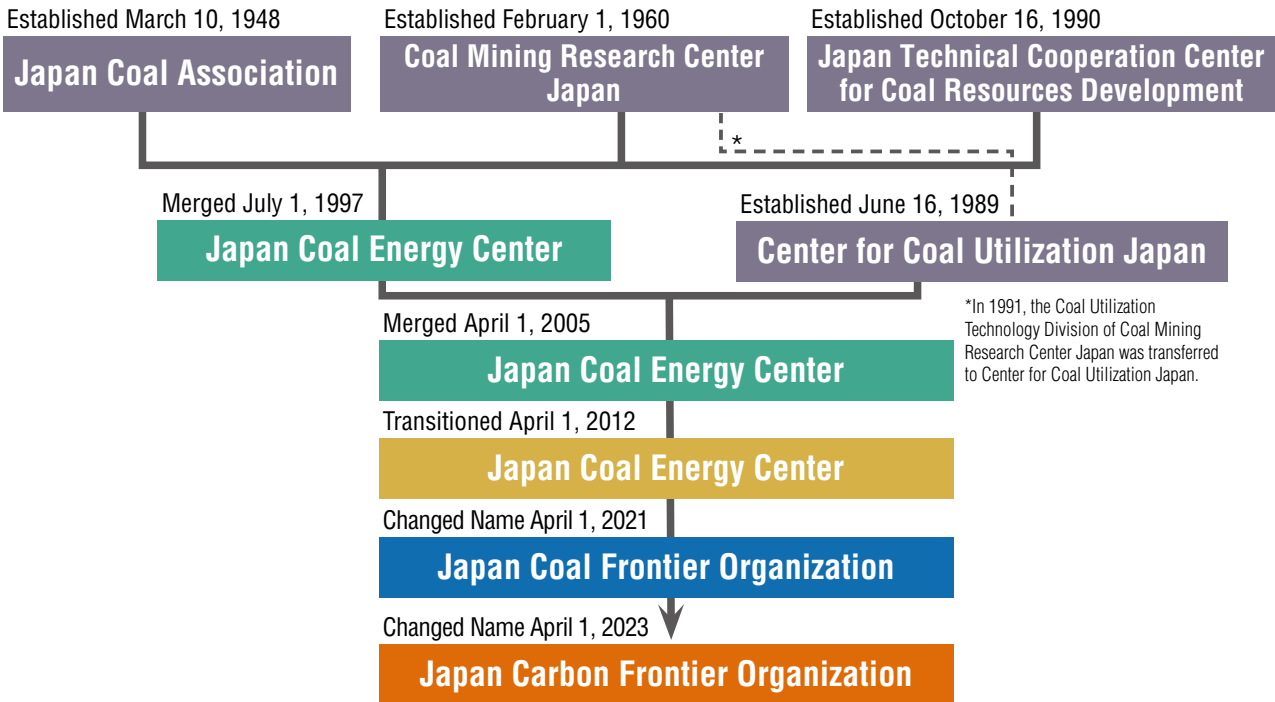 Established March 10, 1948
Japan Coal Association
Established February 1, 1960
Coal Mining Research Center
Japan
Established October 16, 1990
Japan Technical Cooperation Center
for Coal Resources Development
*
Merged July 1, 1997
Japan Coal Energy Center
Established June 16, 1989
Center for Coal Utilization Japan
*In 1991, the Coal Utilization
Technology Division of Coal Mining
Research Center Japan was transferred
to Center for Coal Utilization Japan.
Merged April 1, 2005
Japan Coal Energy Center
Transitioned April 1, 2012
Japan Coal Energy Center
Changed Name April 1, 2021
Japan Coal Frontier Organization
Changed Name April 1, 2023
Japan Carbon Frontier Organization